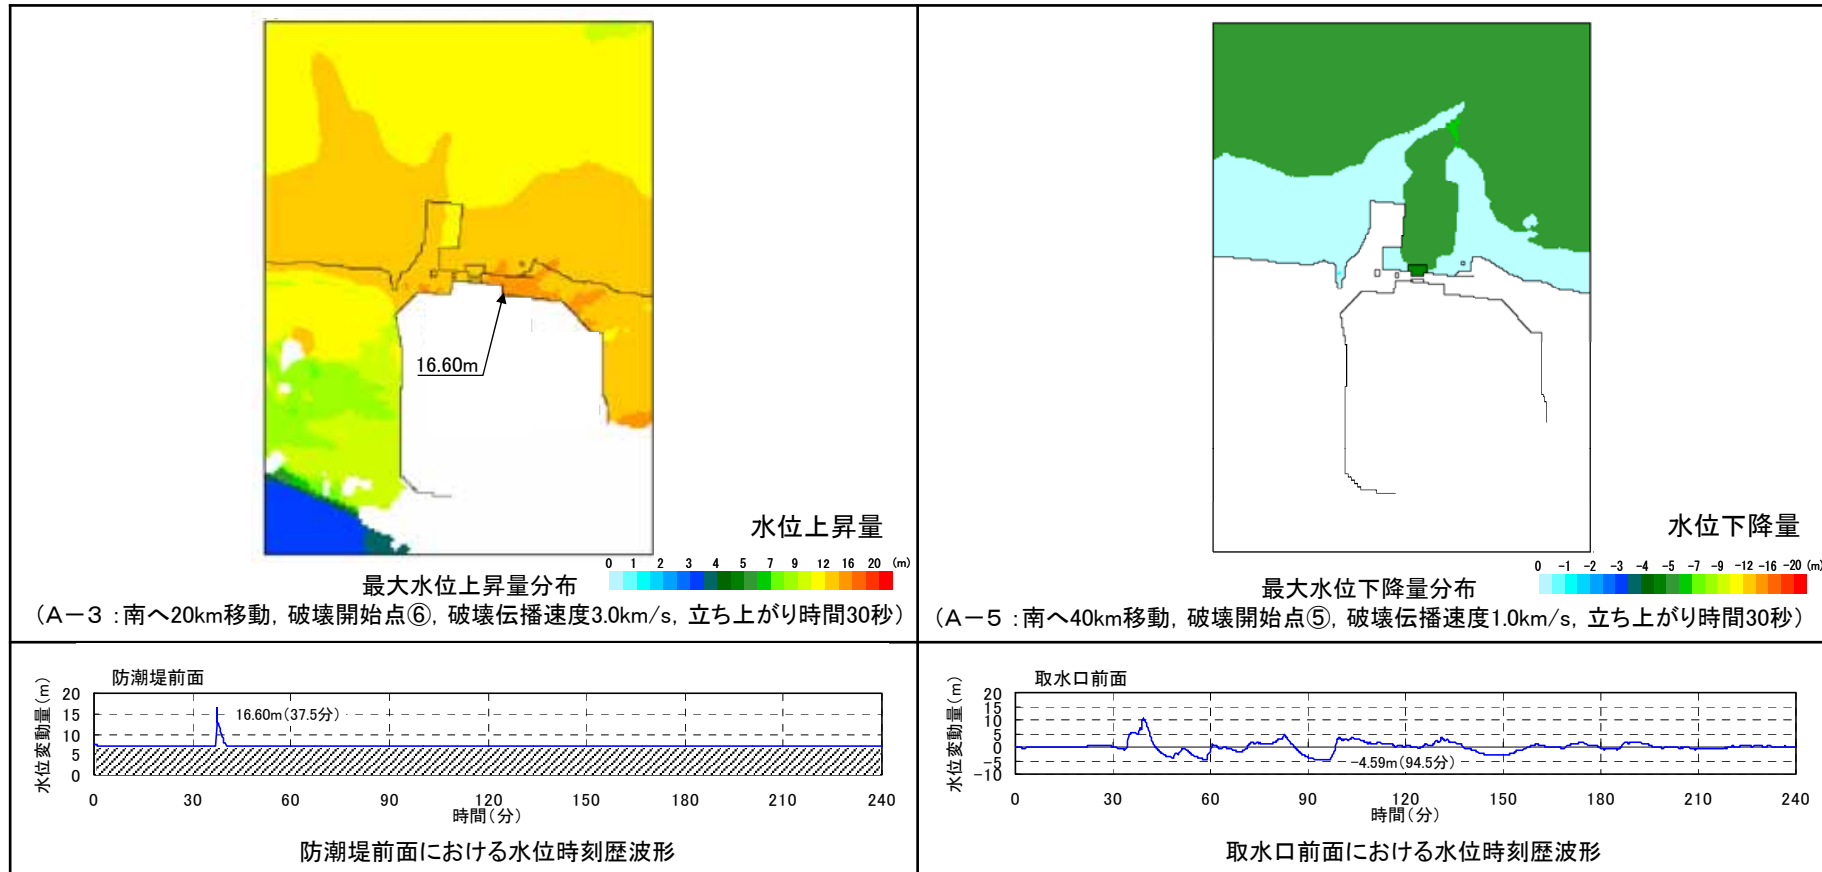 16.60m
水位上昇量
0 1 2 3 4 5 7 9 12 16 20 (m)
最大水位上昇量分布
(A-3:南へ20km移動, 破壊開始点⑥, 破壊伝播速度3.0km/s, 立ち上がり時間30秒)
水位下降量
0 -1 -2 -3 -4 -5 -7 -9 -12 -16 -20 (m)
最大水位下降量分布
(A-5:南へ40km移動, 破壊開始点⑤, 破壊伝播速度1.0km/s, 立ち上がり時間30秒)
防潮堤前面
水位変動量(m)
20
15
10
5
0
16.60m(37.5分)
0 30 60 90 120 150 180 210 240
時間(分)
防潮堤前面における水位時刻歴波形
取水口前面
水位変動量(m)
20
15
10
5
0
-5
-10
-4.59m(94.5分)
0 30 60 90 120 150 180 210 240
時間(分)
取水口前面における水位時刻歴波形